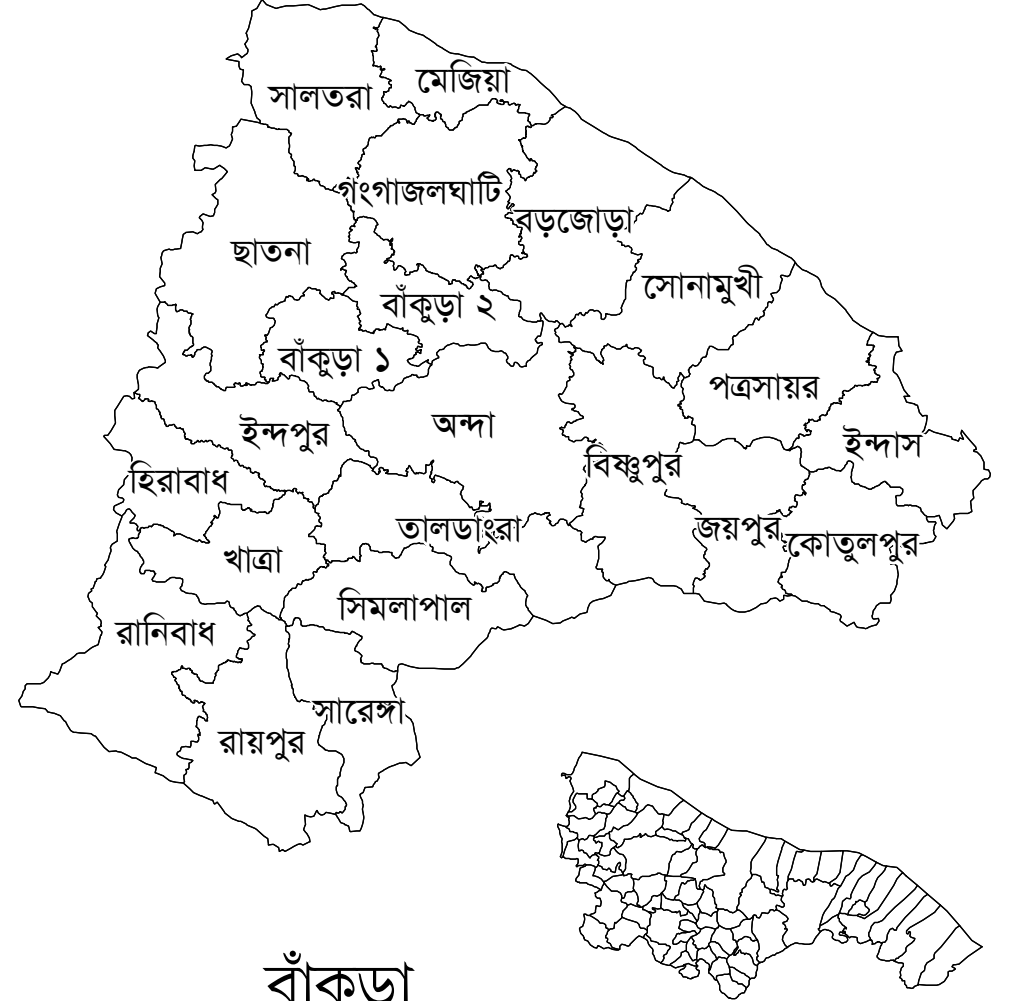 মেজিয়া
সালতরা
গংগাজলঘাটি
বড়জোড়া
ছাতনা
সোনামুখী
বাঁকুড়া ২
বাঁকুড়া ১
পত্রসায়র
অন্দা
ইন্দপুর
ইন্দাস
বিষ্ণুপুর
হিরাবাধ
তালডাংরা
জয়পুর
কোতুলপুর
খাত্রা
সিমলাপাল
রানিবাধ
সারেঙ্গা
রায়পুর
বাঁকুড়া